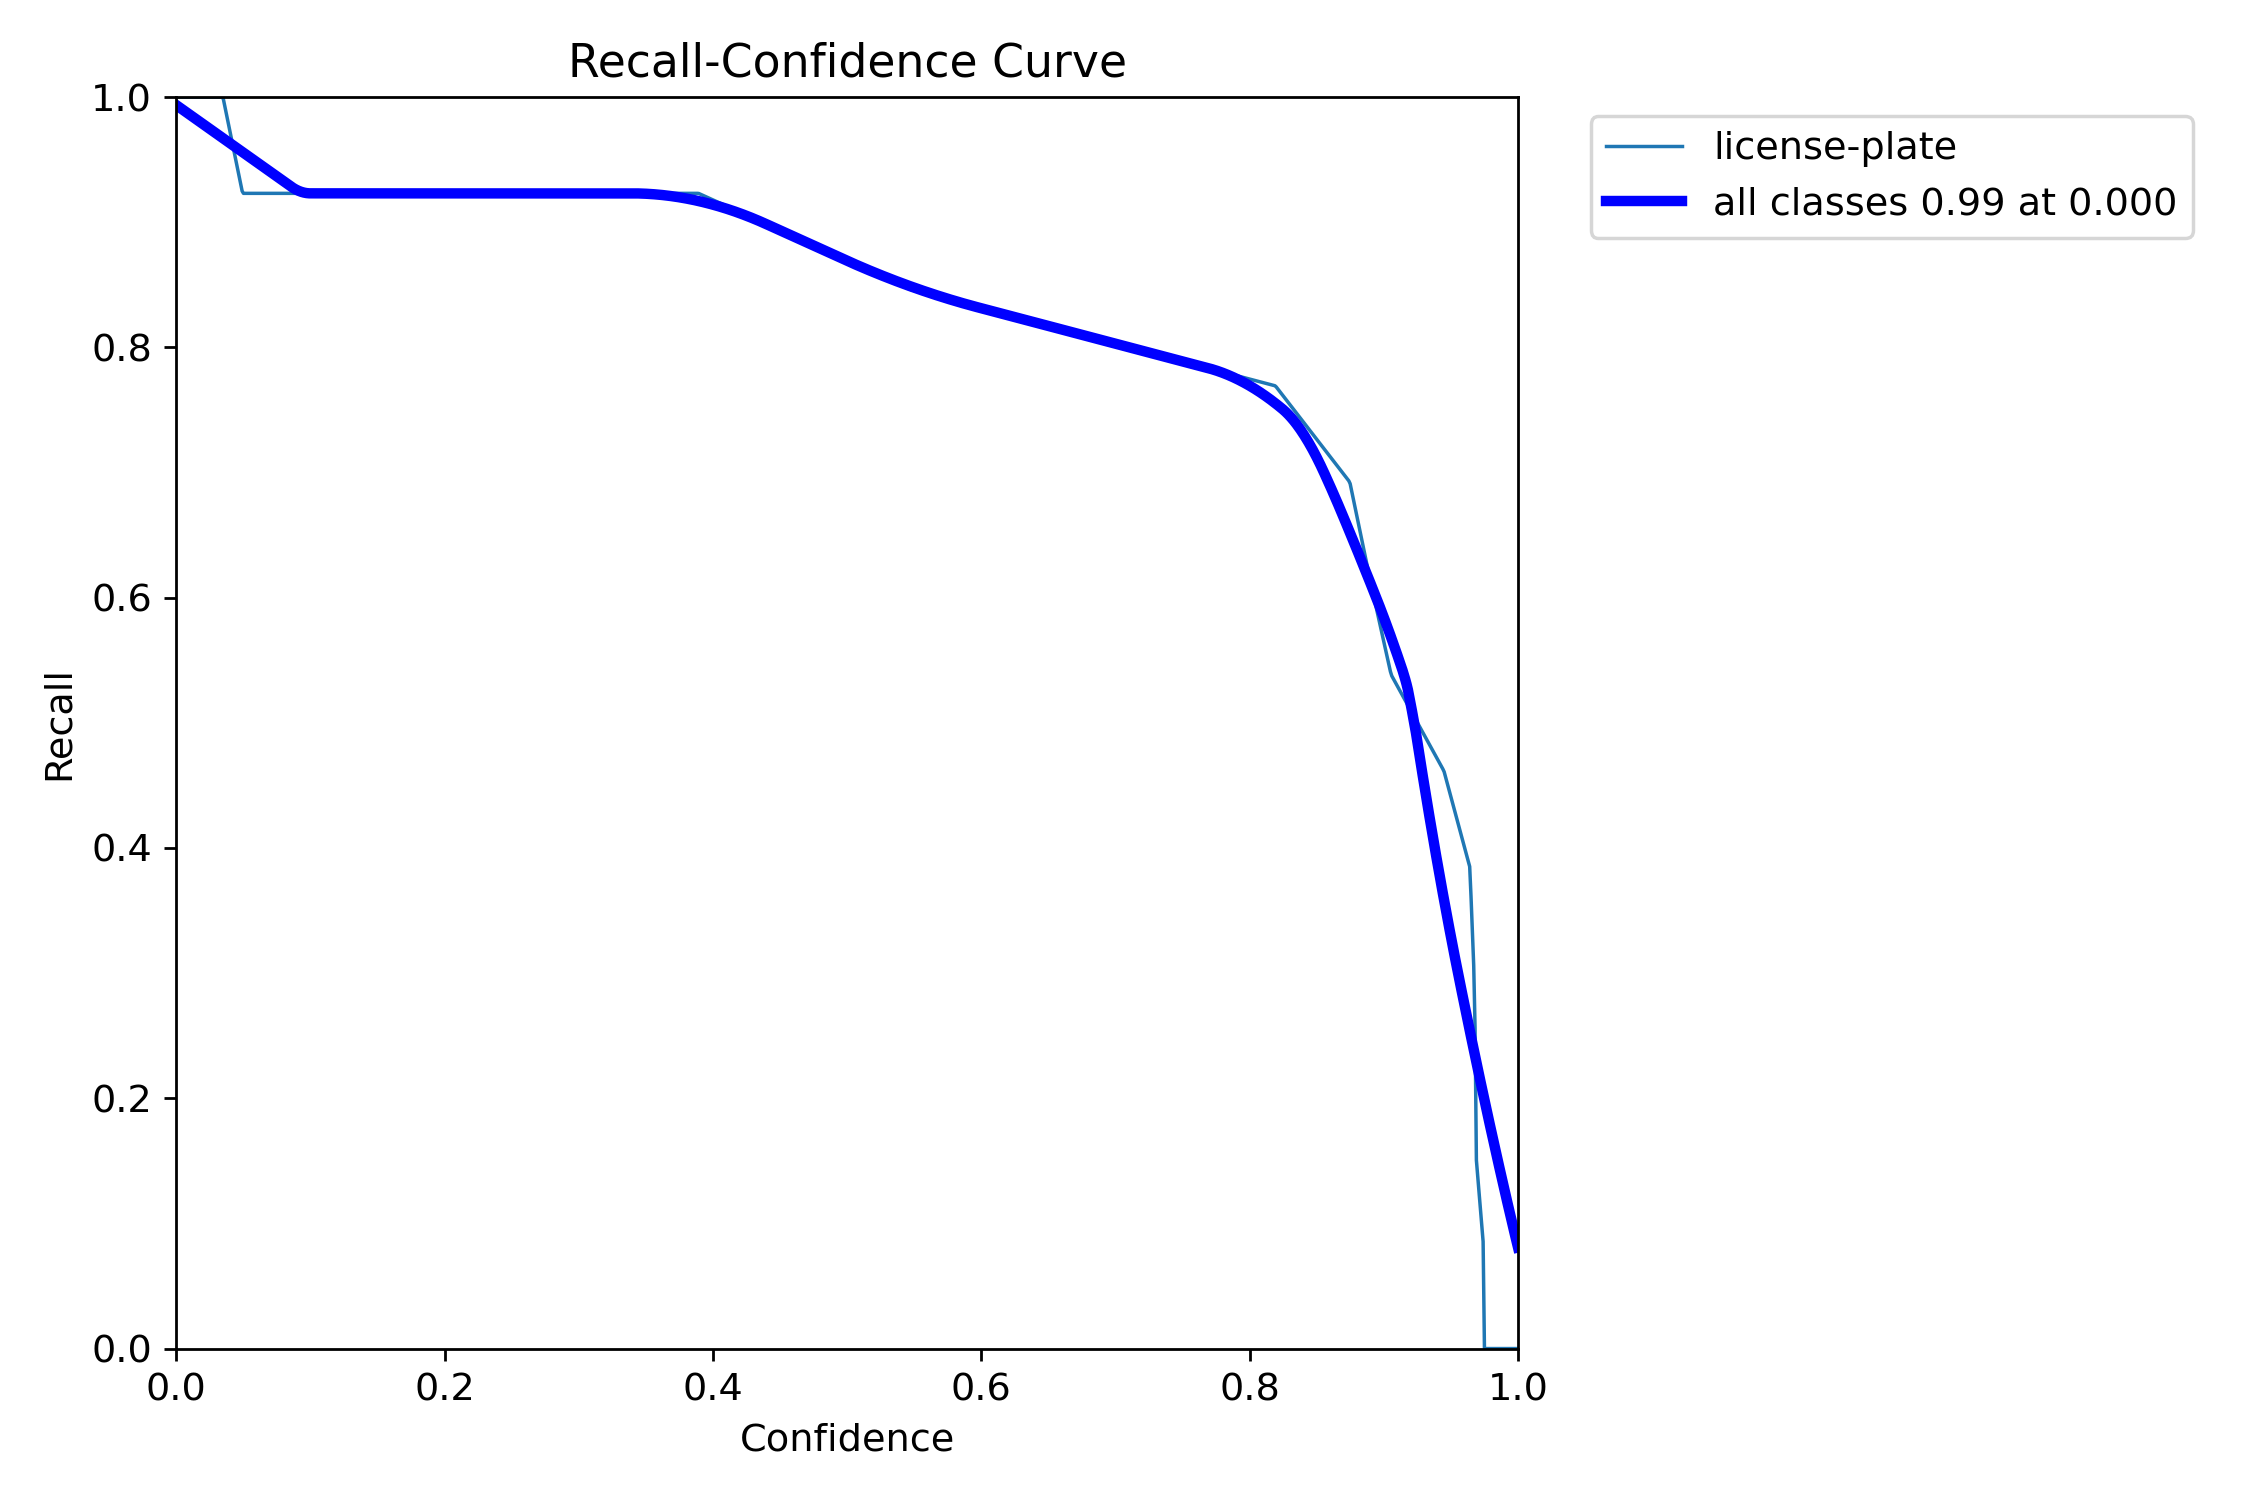 Recall-Confidence Curve
1.0
0.8
0.6
0.4
0.2
0.0
Recall
0.0 0.2 0.4 0.6 0.8 1.0
Confidence
license-plate
all classes 0.99 at 0.000